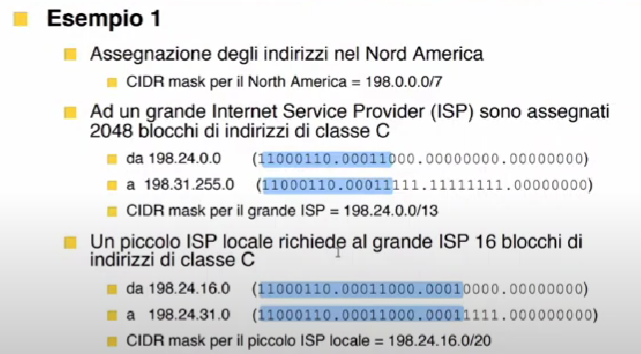 Esempio 1
Assegnazione degli indirizzi nel Nord America
CIDR mask per il North America = 198.0.0.0/7
Ad un grande Internet Service Provider (ISP) sono assegnati
2048 blocchi di indirizzi di classe C
da 198.24.0.0 (11000110.00011000.00000000.00000000)
a 198.31.255.0 (11000110.00011111.11111111.00000000)
CIDR mask per il grande ISP = 198.24.0.0/13
Un piccolo ISP locale richiede al grande ISP 16 blocchi di
indirizzi di classe C
da 198.24.16.0 (11000110.00011000.00010000.00000000)
a 198.24.31.0 (11000110.00011000.00011111.000000000)
CIDR mask per il piccolo ISP locale = 198.24.16.0/20